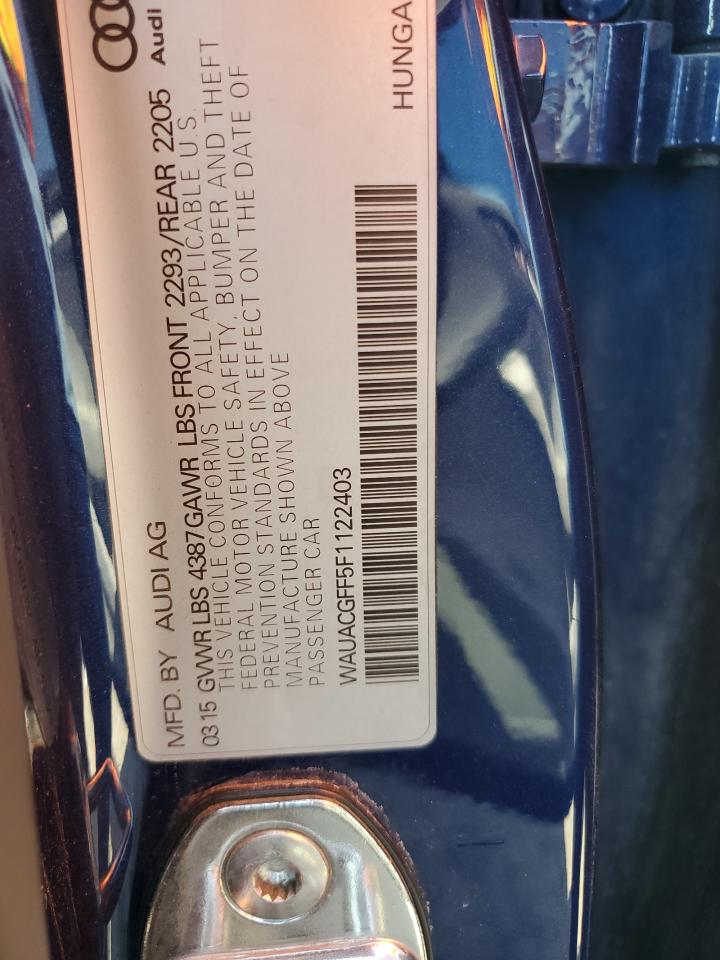 MFD. BY AUDI AG
Audi
03 15 GVWR LBS 4387 GAWR LBS FRONT 2293/REAR 2205
THIS VEHICLE CONFORMS TO ALL APPLICABLE U.S.
FEDERAL MOTOR VEHICLE SAFETY, BUMPER AND THEFT
PREVENTION STANDARDS IN EFFECT ON THE DATE OF
MANUFACTURE SHOWN ABOVE
PASSENGER CAR
WAUACGFF5F1122403
HUNGA